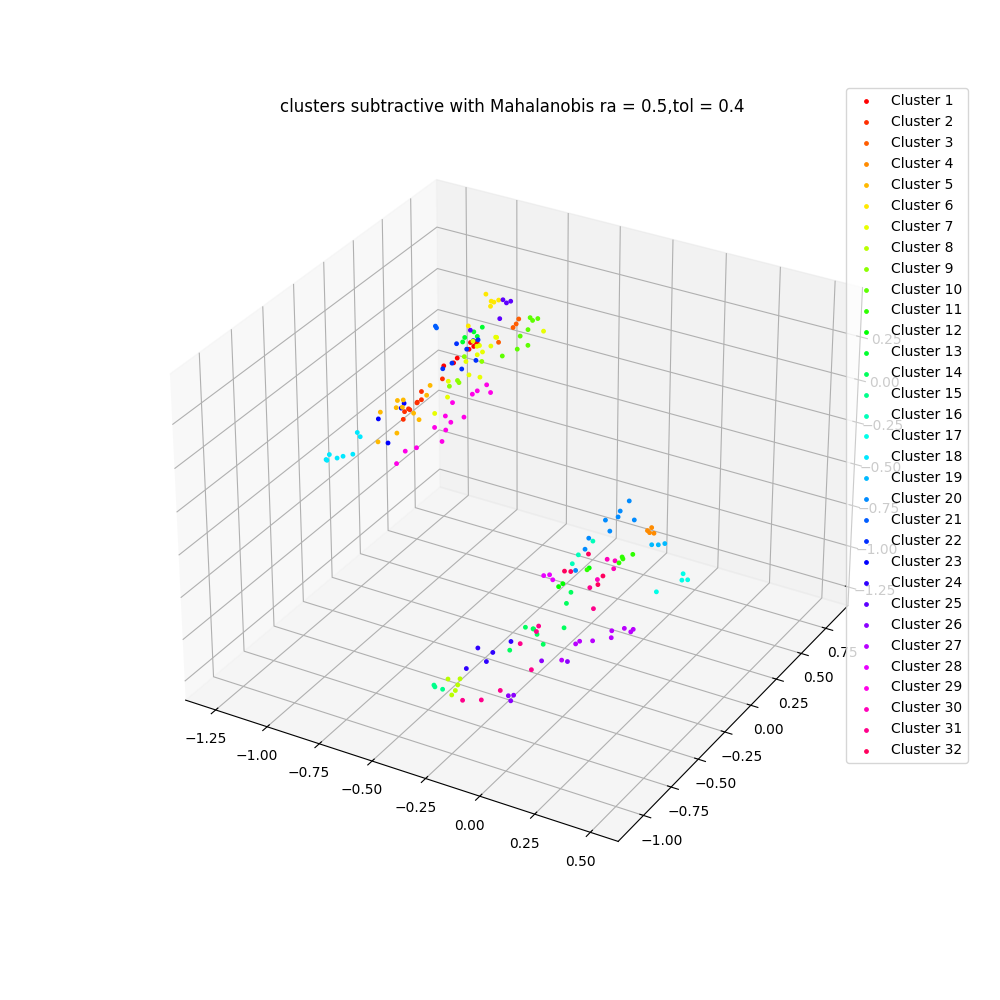 clusters subtractive with Mahalanobis ra = 0.5,tol = 0.4
Cluster 1
Cluster 2
Cluster 3
Cluster 4
Cluster 5
Cluster 6
Cluster 7
Cluster 8
Cluster 9
Cluster 10
Cluster 11
Cluster 12
Cluster 13
Cluster 14
Cluster 15
Cluster 16
Cluster 17
Cluster 18
Cluster 19
Cluster 20
Cluster 21
Cluster 22
Cluster 23
Cluster 24
Cluster 25
Cluster 26
Cluster 27
Cluster 28
Cluster 29
Cluster 30
Cluster 31
Cluster 32
0.25
0.00
−0.25
−0.50
−0.75
−1.00
−1.25
0.75
0.50
0.25
0.00
−0.25
−0.50
−0.75
−1.00
−1.25
−1.00
−0.75
−0.50
−0.25
0.00
0.25
0.50